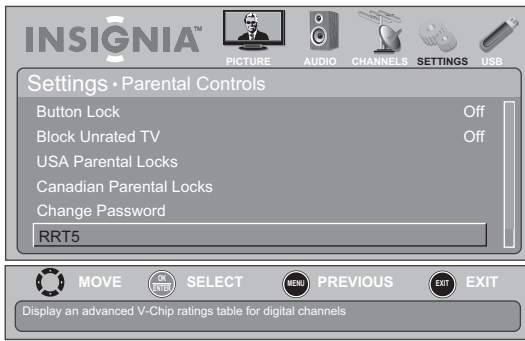 INSIGNIA™
PICTURE AUDIO CHANNELS SETTINGS USB
Settings · Parental Controls
Button Lock Off
Block Unrated TV Off
USA Parental Locks
Canadian Parental Locks
Change Password
RRT5
MOVE OK ENTER SELECT MENU PREVIOUS EXIT EXIT
Display an advanced V-Chip ratings table for digital channels